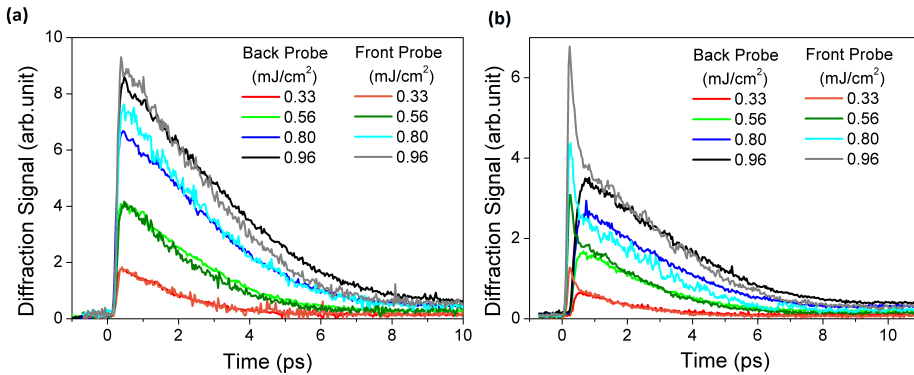 (a)
Diffraction Signal (arb.unit)
10
8
6
4
2
0
0 2 4 6 8 10
Time (ps)
Back Probe Front Probe
(mJ/cm²) (mJ/cm²)
0.33 0.33
0.56 0.56
0.80 0.80
0.96 0.96
(b)
Diffraction Signal (arb.unit)
6
4
2
0
0 2 4 6 8 10
Time (ps)
Back Probe Front Probe
(mJ/cm²) (mJ/cm²)
0.33 0.33
0.56 0.56
0.80 0.80
0.96 0.96